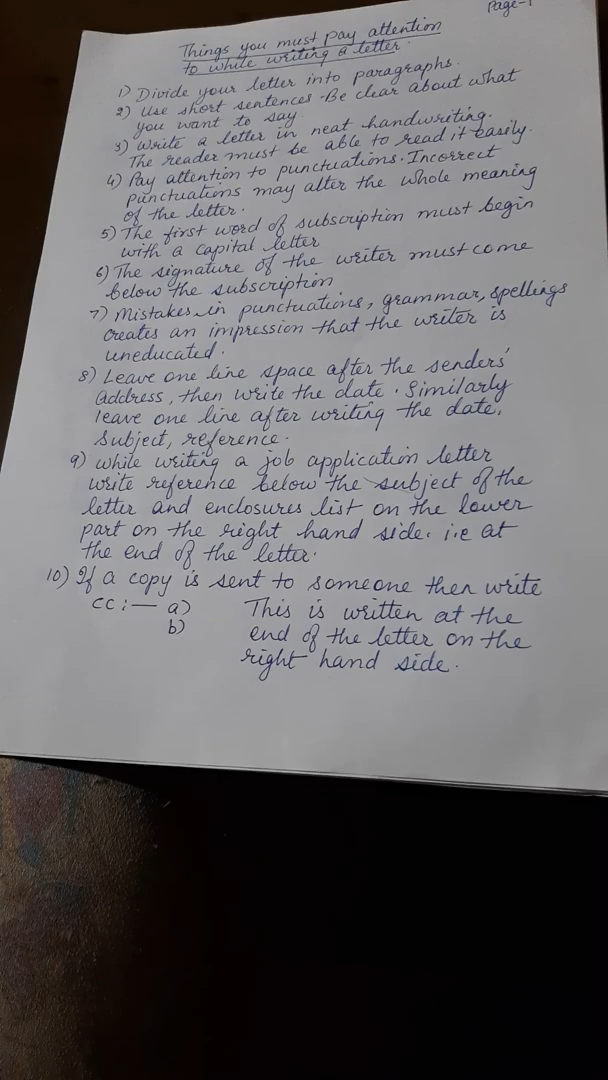 Page-1
Things you must pay attention
to while writing a letter.
1) Divide your letter into paragraphs.
2) Use short sentences. Be clear about what
you want to say
3) Write a letter in neat handwriting.
The reader must be able to read it easily.
4) Pay attention to punctuations. Incorrect
punctuations may alter the whole meaning
of the letter.
5) The first word of subscription must begin
with a capital letter
6) The signature of the writer must come
below the subscription
7) Mistakes in punctuations, grammar, spellings
creates an impression that the writer is
uneducated.
8) Leave one line space after the senders'
address, then write the date. Similarly
leave one line after writing the date,
subject, reference.
9) while writing a job application letter
write reference below the subject of the
letter and enclosures list on the lower
part on the right hand side. i.e at
the end of the letter.
10) If a copy is sent to someone then write
cc:— a) This is written at the
b) end of the letter on the
right hand side.